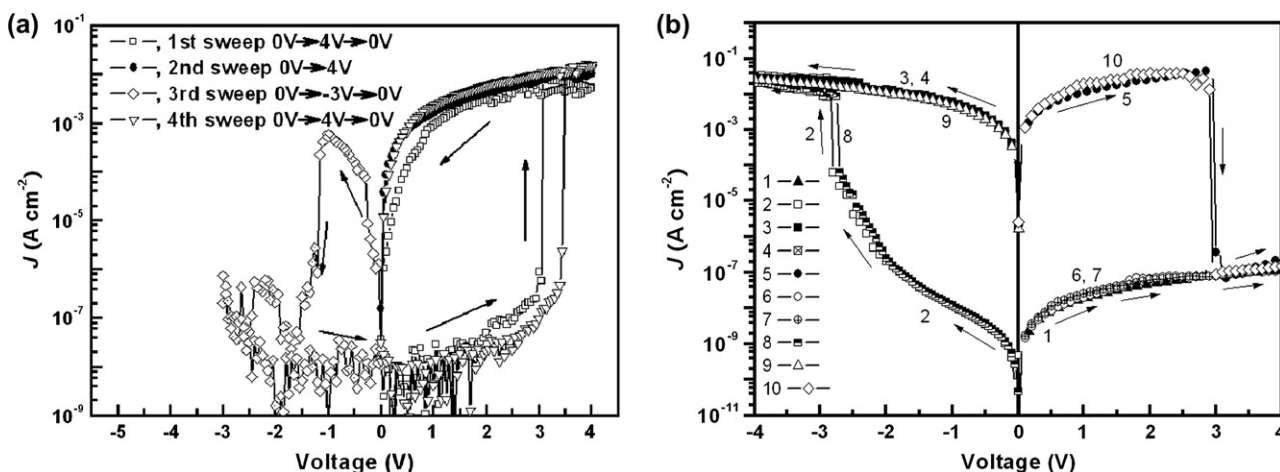 (a)
J (A cm⁻²)
10⁻¹
10⁻³
10⁻⁵
10⁻⁷
10⁻⁹
, 1st sweep 0V→4V→0V
, 2nd sweep 0V→4V
, 3rd sweep 0V→-3V→0V
, 4th sweep 0V→4V→0V
-5 -4 -3 -2 -1 0 1 2 3 4
Voltage (V)
(b)
J (A cm⁻²)
10¹
10⁻¹
10⁻³
10⁻⁵
10⁻⁷
10⁻⁹
10⁻¹¹
3, 4
9
2
8
2
10
5
6, 7
1
1
2
3
4
5
6
7
8
9
10
-4 -3 -2 -1 0 1 2 3 4
Voltage (V)